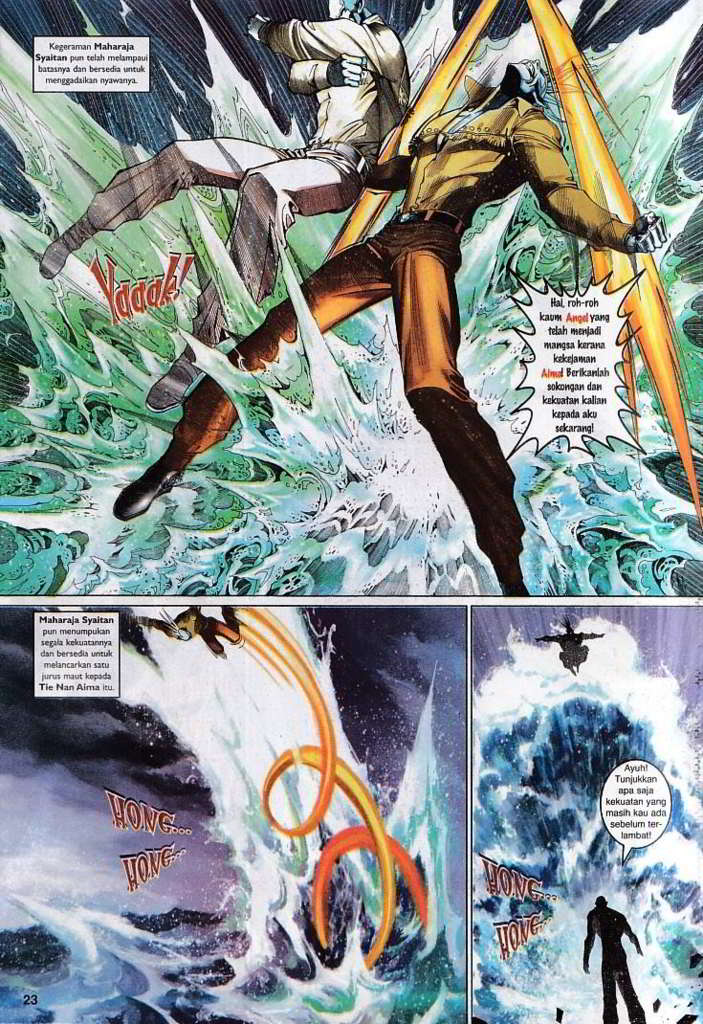 Kegeraman Maharaja
Syaitan pun telah melampaui
batasnya dan bersedia untuk
menggadaikan nyawanya.
Yaaak!
Hai, roh-roh
kaum Angel yang
telah menjadi
mangsa kerana
kekejaman
Aima! Berikanlah
sokongan dan
kekuatan kalian
kepada aku
sekarang!
Maharaja Syaitan
pun menumpukan
segala kekuatannya
dan bersedia untuk
melancarkan satu
jurus maut kepada
Tie Nan Aima itu.
HONG...
HONG...
Ayuh!
Tunjukkan
apa saja
kekuatan yang
masih kau ada
sebelum ter-
lambat!
HONG...
HONG...
23